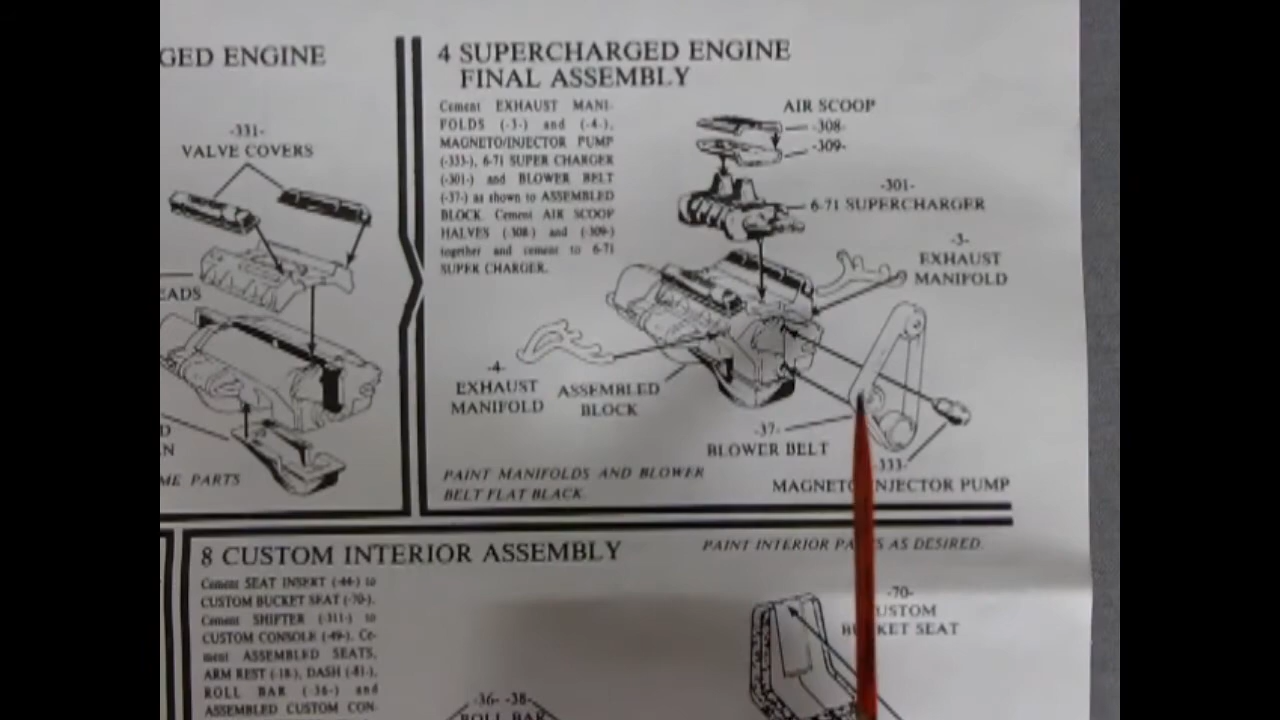 GED ENGINE
-331-
VALVE COVERS
EADS
D
N
ME PARTS
4 SUPERCHARGED ENGINE
FINAL ASSEMBLY
Cement EXHAUST MANI-
FOLDS (-3-) and (-4-),
MAGNETO/INJECTOR PUMP
(-333-), 6-71 SUPER CHARGER
(-301-) and BLOWER BELT
(-37-) as shown to ASSEMBLED
BLOCK. Cement AIR SCOOP
HALVES (-308-) and (-309-)
together and cement to 6-71
SUPER CHARGER.
AIR SCOOP
-308-
-309-
-301-
6-71 SUPERCHARGER
-3-
EXHAUST
MANIFOLD
-4-
EXHAUST
MANIFOLD
ASSEMBLED
BLOCK
-37-
BLOWER BELT
-333-
MAGNETO INJECTOR PUMP
PAINT MANIFOLDS AND BLOWER
BELT FLAT BLACK.
8 CUSTOM INTERIOR ASSEMBLY
PAINT INTERIOR PA S AS DESIRED.
Cement SEAT INSERT (-44-) to
CUSTOM BUCKET SEAT (-70-).
Cement SHIFTER (-311-) to
CUSTOM CONSOLE (-49-). Ce-
ment ASSEMBLED SEATS,
ARM REST (-18-), DASH (-81-),
ROLL BAR (-36-) and
ASSEMBLED CUSTOM CON-
-36- -38-
ROLL BAR
-70-
USTOM
B KET SEAT